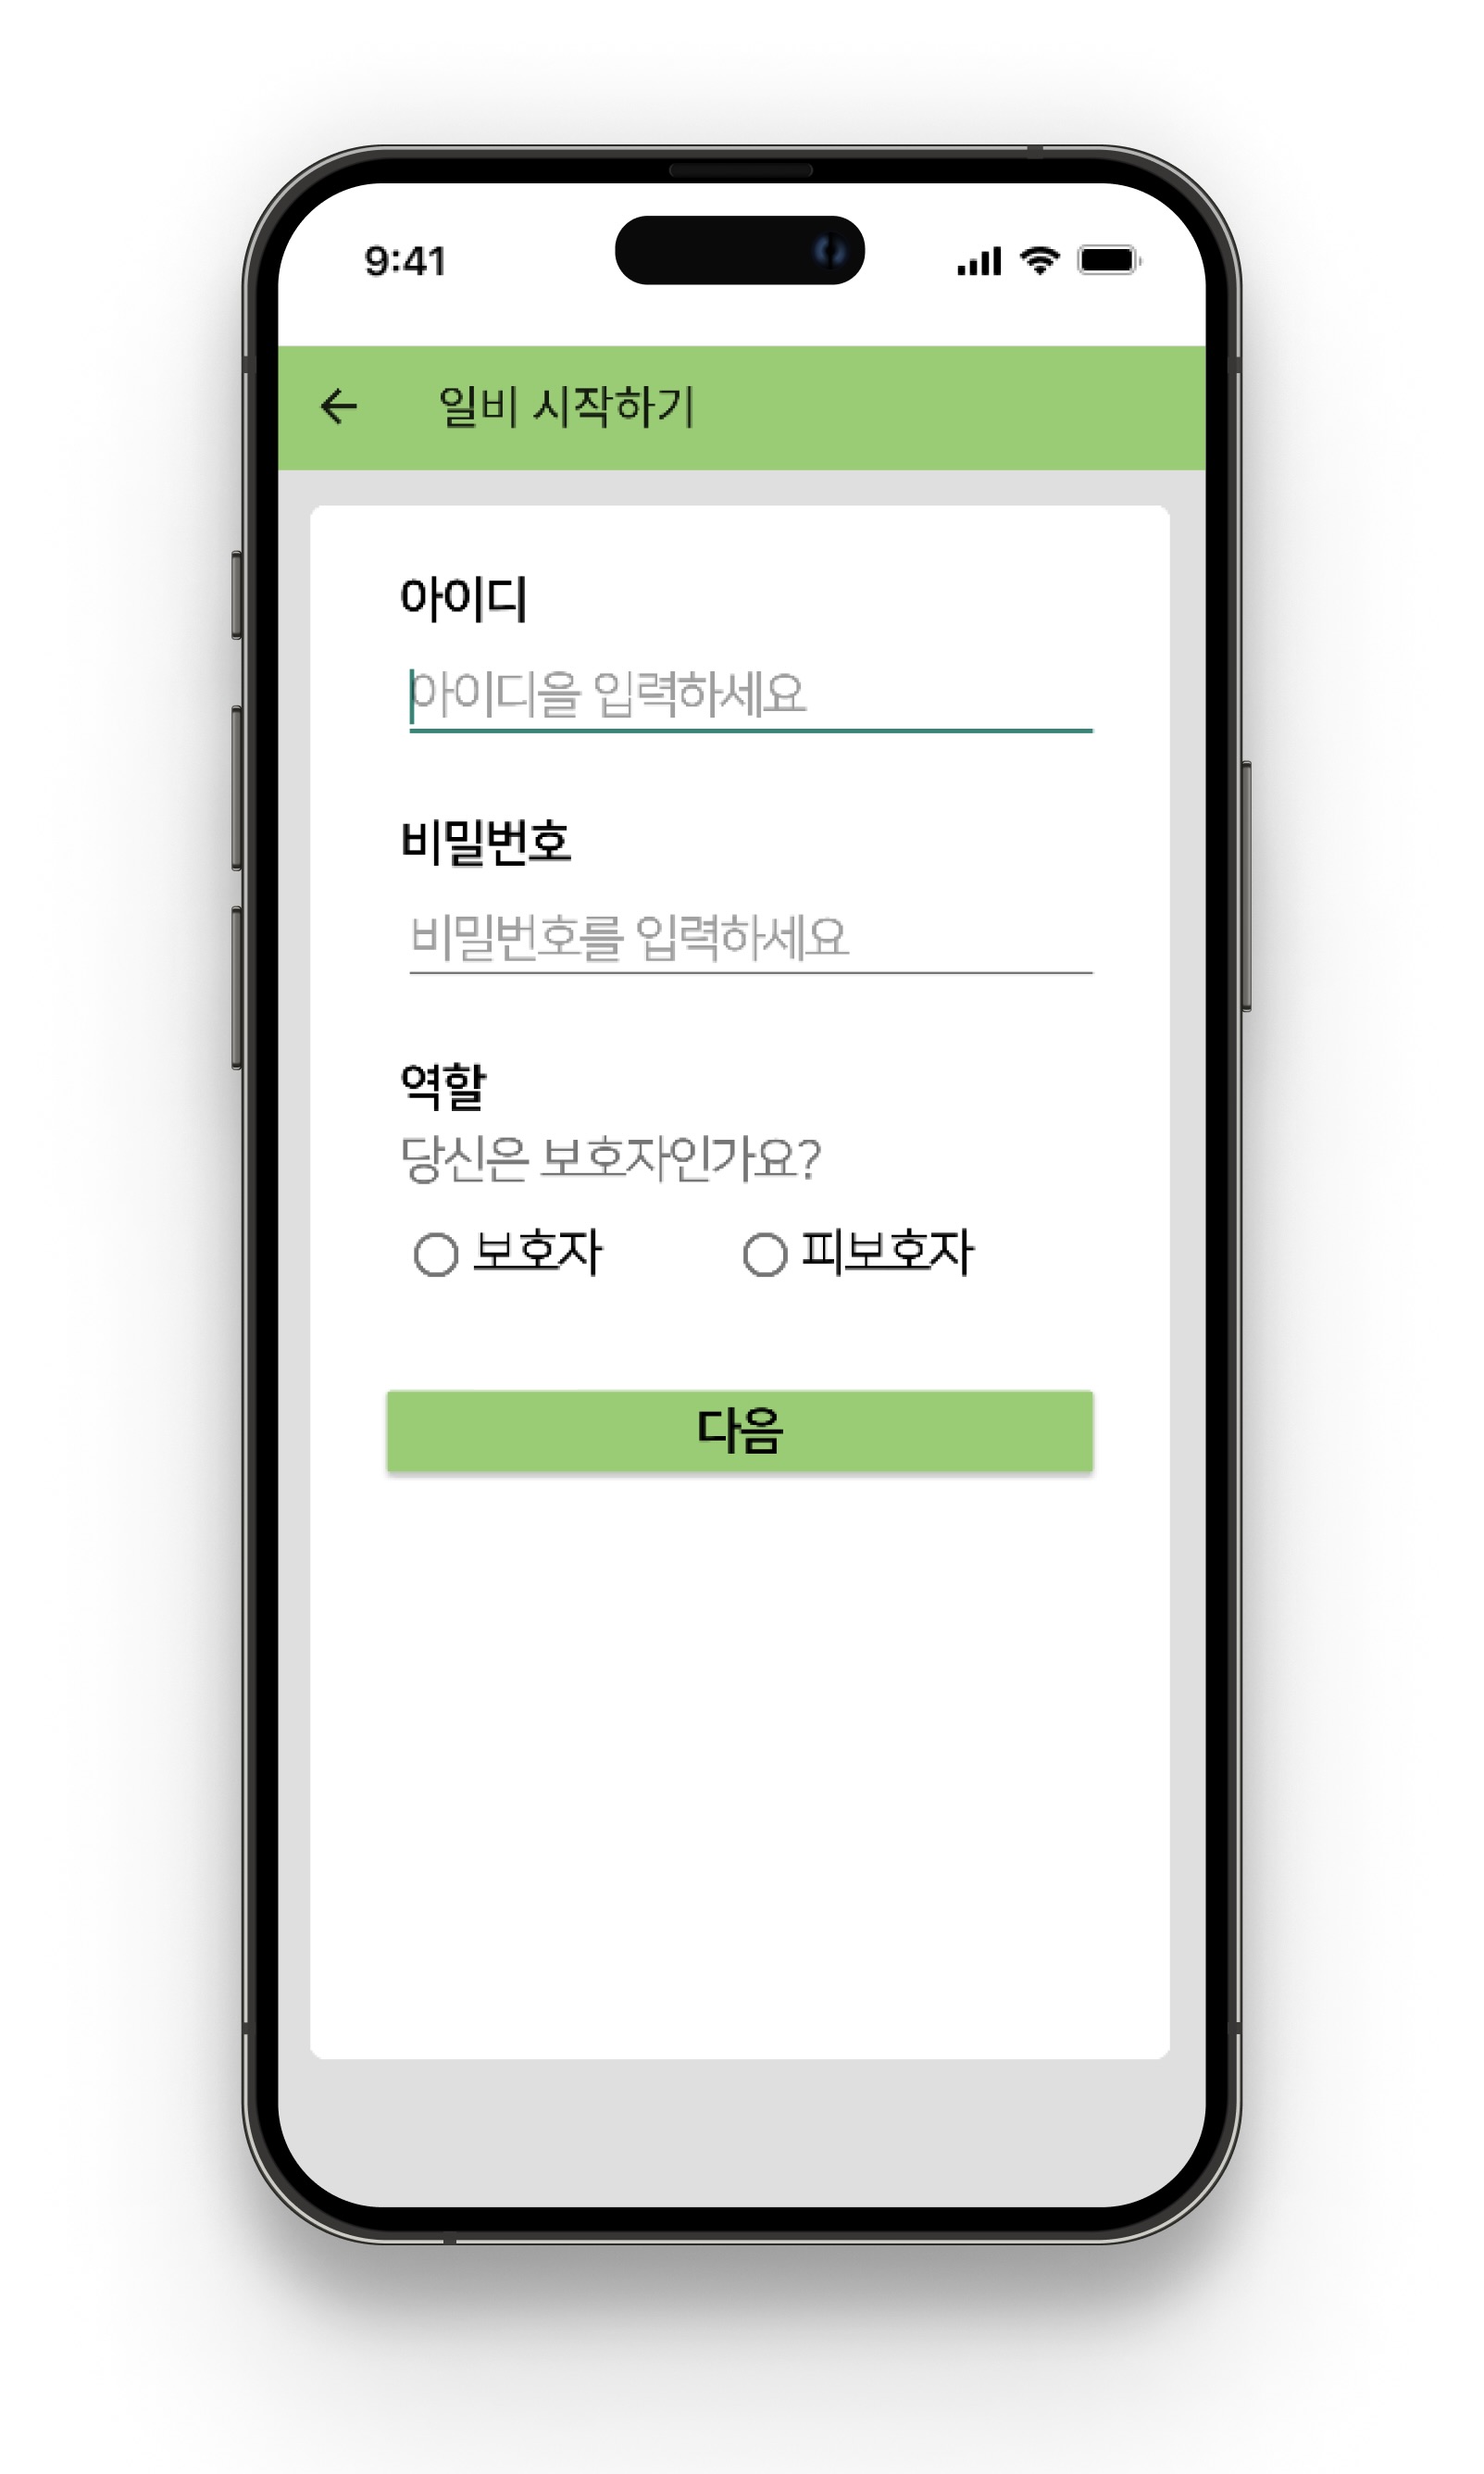 9:41
일비 시작하기
아이디
아이디을 입력하세요
비밀번호
비밀번호를 입력하세요
역할
당신은 보호자인가요?
보호자 피보호자
다음